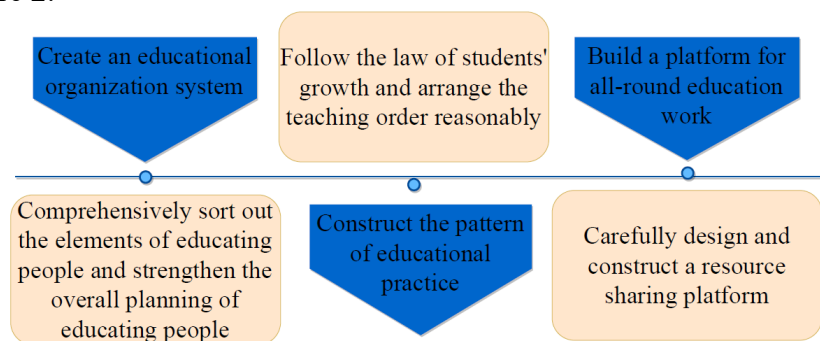 Create an educational
organization system
Follow the law of students'
growth and arrange the
teaching order reasonably
Build a platform for
all-round education
work
Comprehensively sort out
the elements of educating
people and strengthen the
overall planning of
educating people
Construct the pattern
of educational
practice
Carefully design and
construct a resource
sharing platform